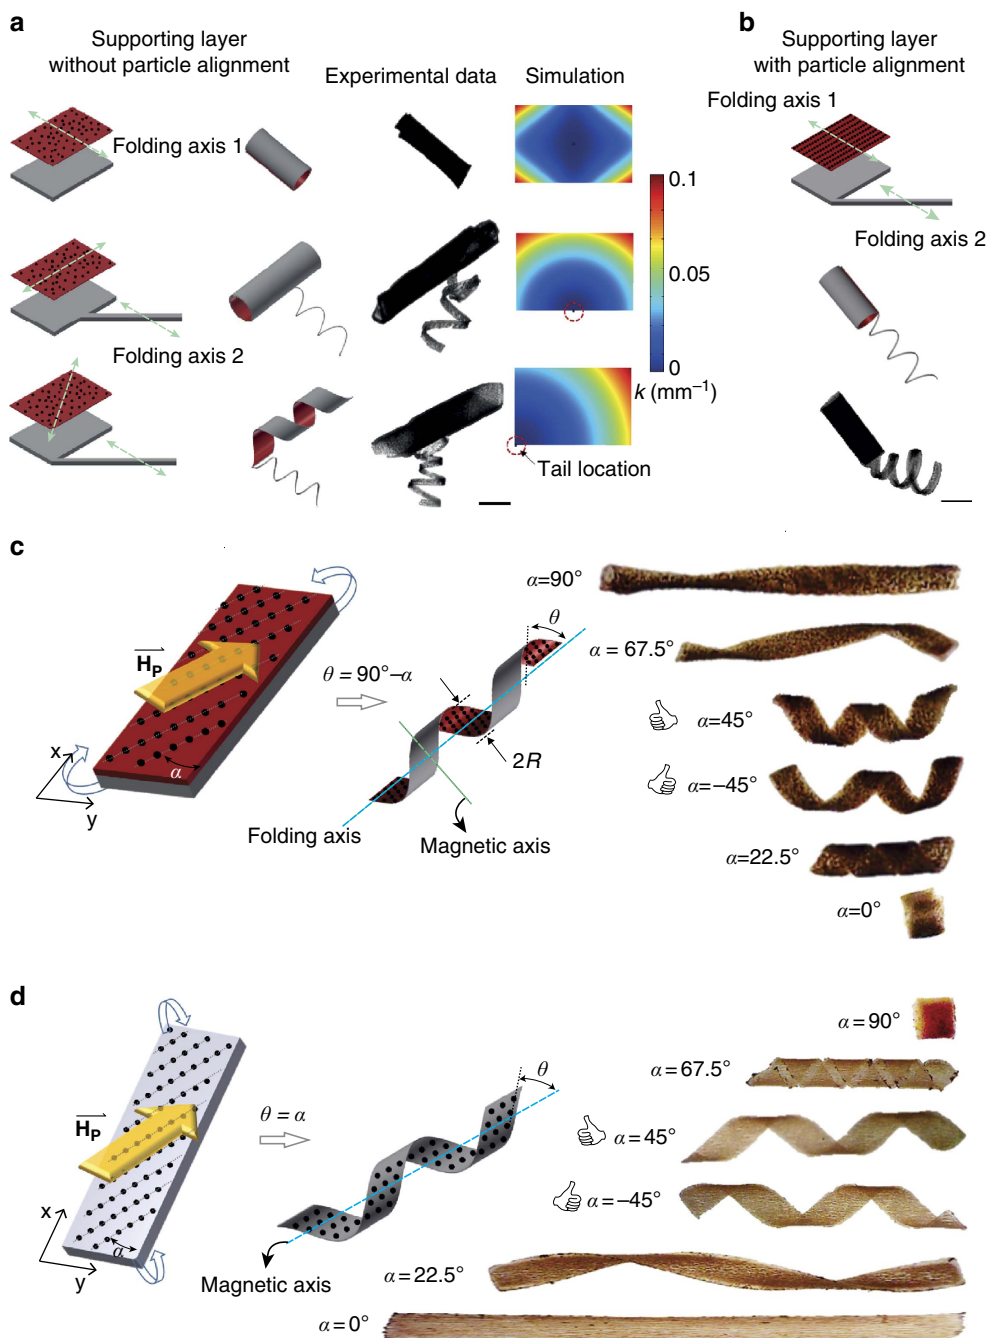 a
Supporting layer
without particle alignment
Experimental data
Simulation
Folding axis 1
Folding axis 2
0.1
0.05
0
k (mm⁻¹)
Tail location
b
Supporting layer
with particle alignment
Folding axis 1
Folding axis 2
c
H_P
x
y
α
θ = 90°–α
θ
2R
Folding axis
Magnetic axis
α=90°
α = 67.5°
α=45°
α=–45°
α=22.5°
α=0°
d
H_P
x
y
α
θ = α
θ
Magnetic axis
α = 90°
α = 67.5°
α = 45°
α = –45°
α = 22.5°
α = 0°